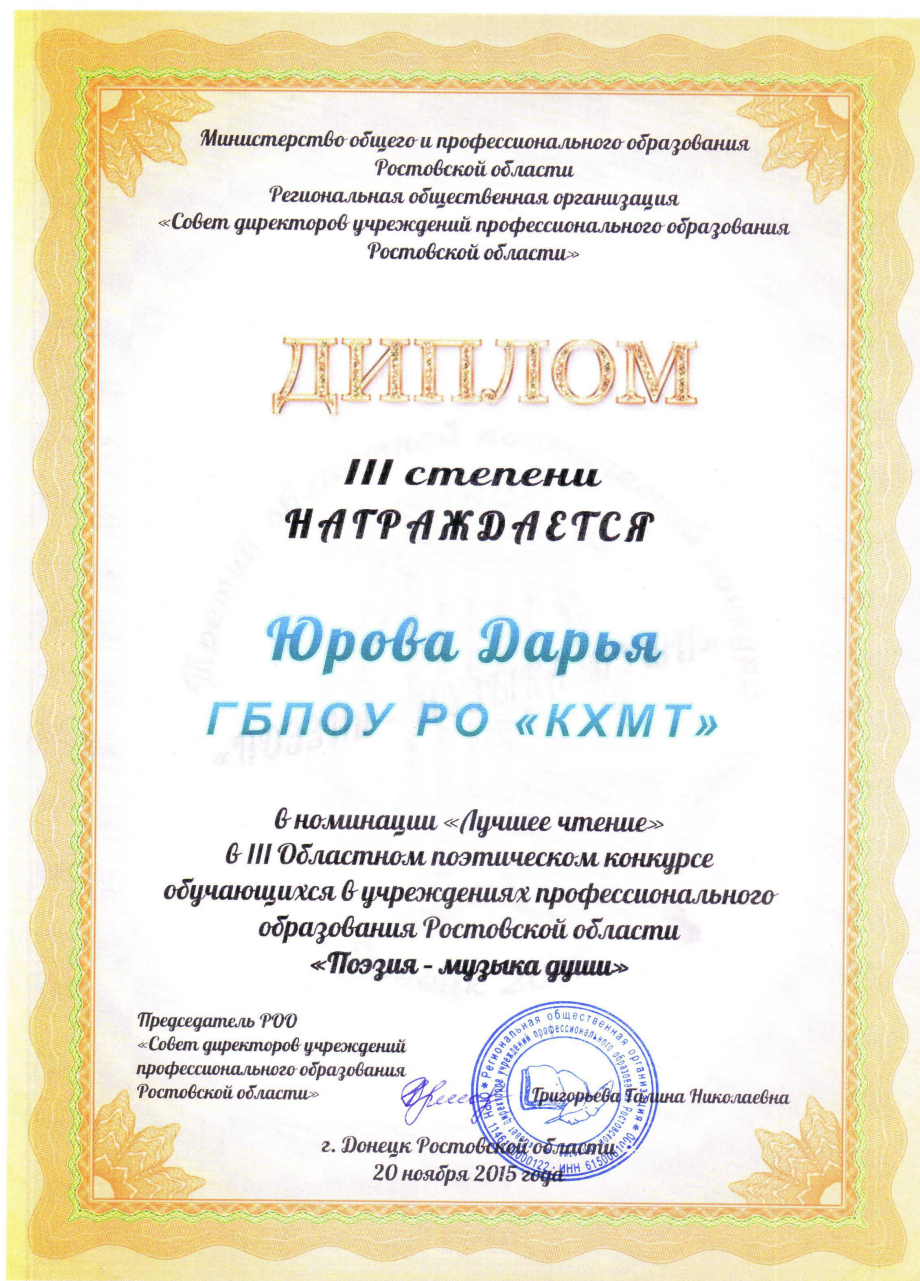 Министерство общего и профессионального образования
Ростовской области
Региональная общественная организация
«Совет директоров учреждений профессионального образования
Ростовской области»
ДИПЛОМ
III степени
НАГРАЖДАЕТСЯ
Юрова Дарья
ГБПОУ РО «КХМТ»
в номинации «Лучшее чтение»
в III Областном поэтическом конкурсе
обучающихся в учреждениях профессионального
образования Ростовской области
«Поэзия – музыка души»
Председатель РОО
«Совет директоров учреждений
профессионального образования
Ростовской области»
Григорьева Галина Николаевна
Региональная общественная организация
г. Донецк Ростовской области
20 ноября 2015 года